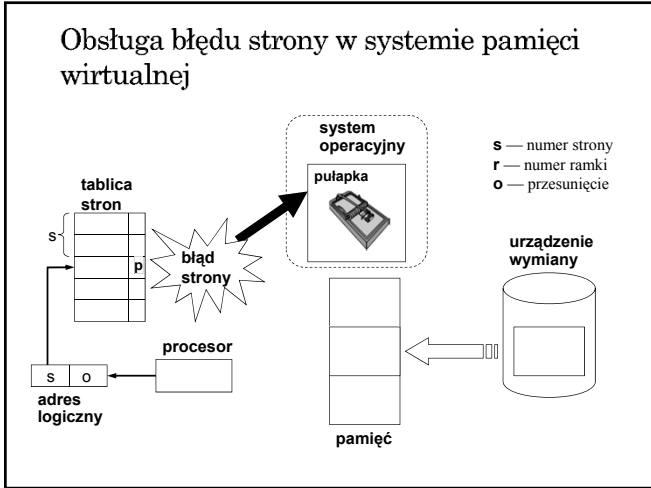 Obsługa błędu strony w systemie pamięci
wirtualnej
system
operacyjny
pułapka
s — numer strony
r — numer ramki
o — przesunięcie
tablica
stron
s
p
błąd
strony
urządzenie
wymiany
procesor
s o
adres
logiczny
pamięć